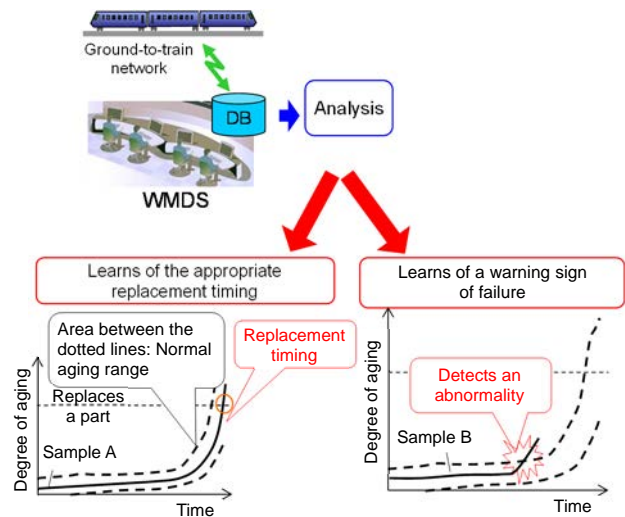 Ground-to-train
network
DB
Analysis
WMDS
Learns of the appropriate
replacement timing
Learns of a warning sign
of failure
Area between the
dotted lines: Normal
aging range
Replacement
timing
Replaces
a part
Sample A
Degree of aging
Time
Detects an
abnormality
Sample B
Degree of aging
Time